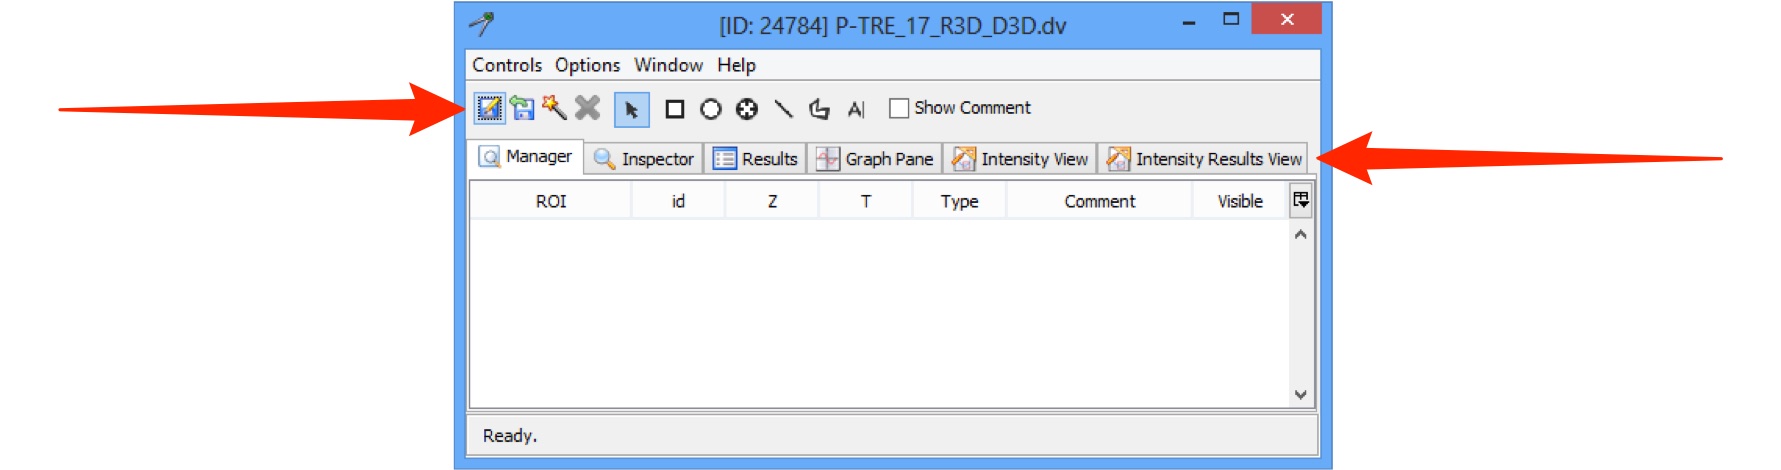 [ID: 24784] P-TRE_17_R3D_D3D.dv
Controls Options Window Help
A| Show Comment
Manager Inspector Results Graph Pane Intensity View Intensity Results View
ROI id Z T Type Comment Visible
Ready.